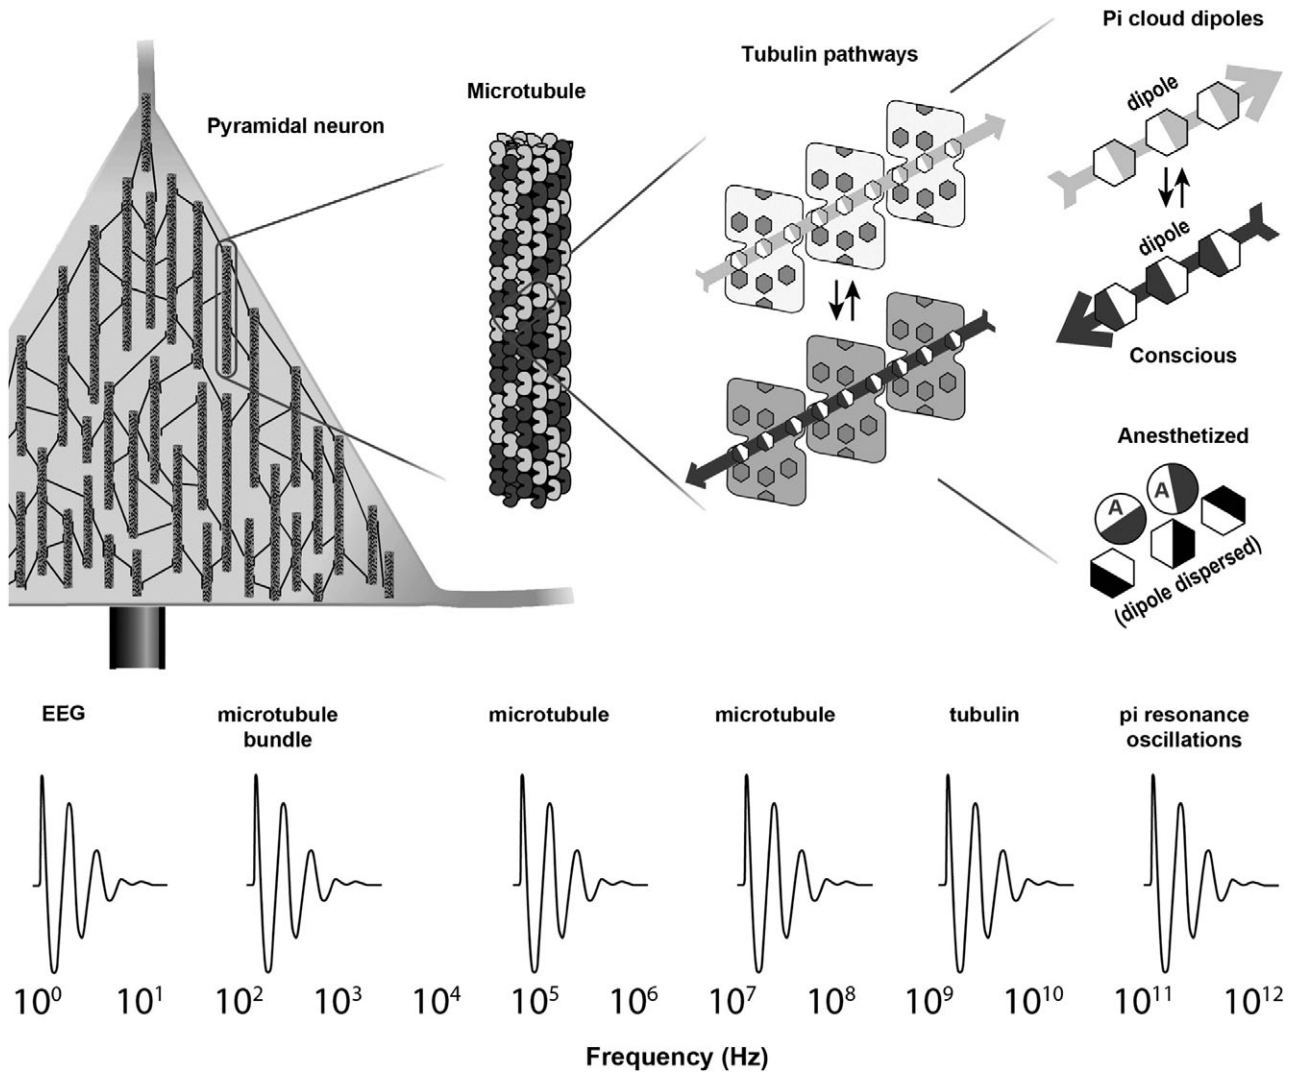 Pi cloud dipoles
Tubulin pathways
Microtubule
Pyramidal neuron
dipole
dipole
Conscious
Anesthetized
A
A
(dipole dispersed)
EEG
microtubule
bundle
microtubule
microtubule
tubulin
pi resonance
oscillations
10⁰ 10¹ 10² 10³ 10⁴ 10⁵ 10⁶ 10⁷ 10⁸ 10⁹ 10¹⁰ 10¹¹ 10¹²
Frequency (Hz)